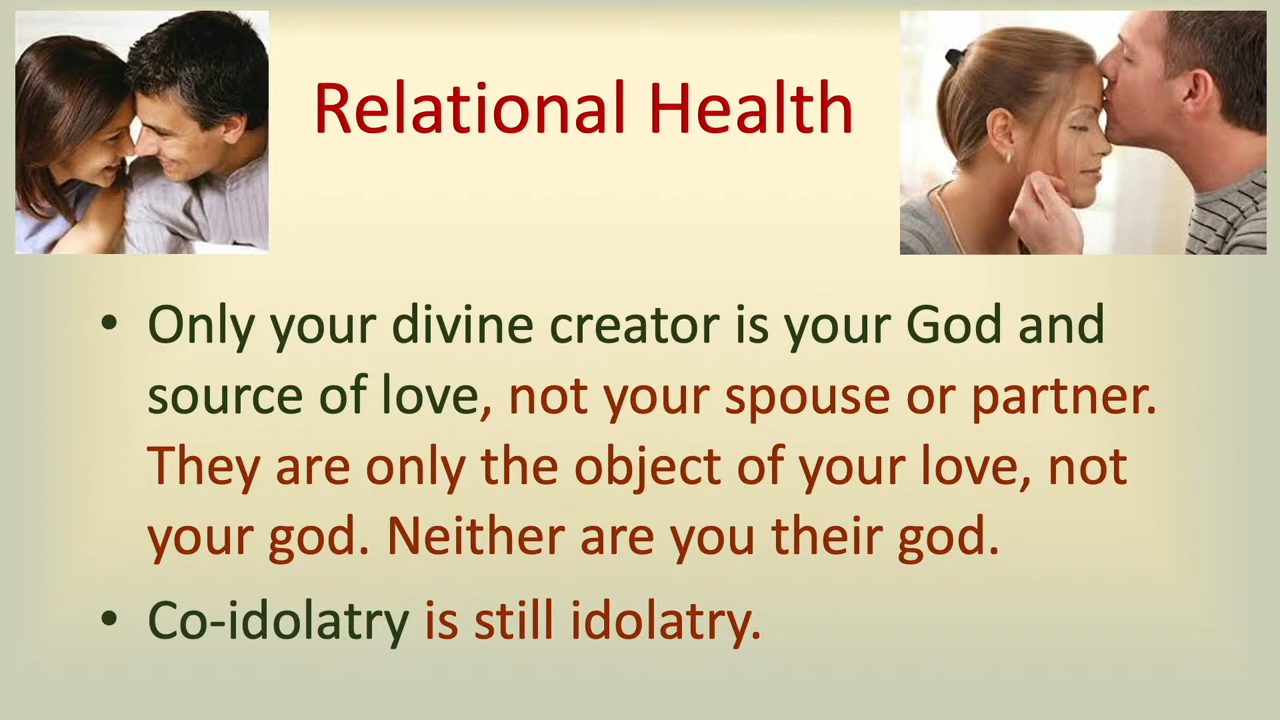 Relational Health
• Only your divine creator is your God and
source of love, not your spouse or partner.
They are only the object of your love, not
your god. Neither are you their god.
• Co-idolatry is still idolatry.